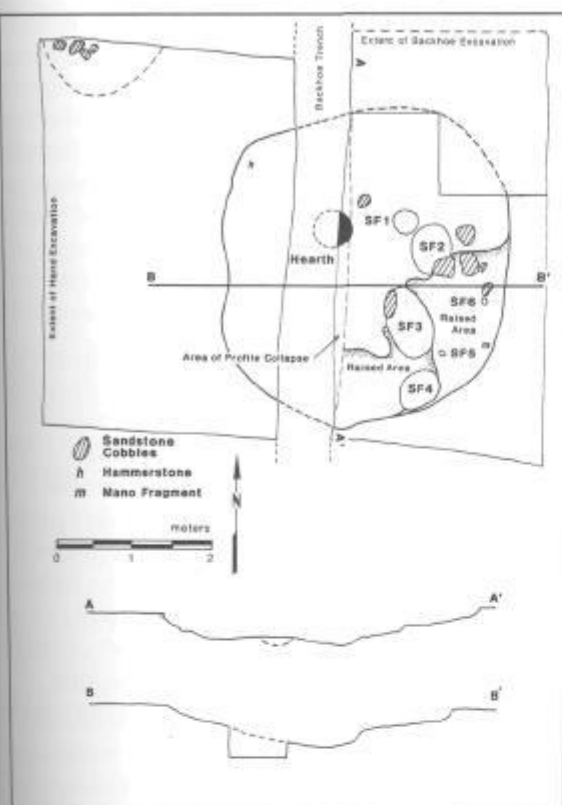 Backhoe Trench
Extent of Backhoe Excavation
A
Extent of Hand Excavation
SF1
SF2
Hearth
B
B'
SF6
Raised
Area
SF3
SF5
m
Area of Profile Collapse
Raised Area
SF4
h
A'
Sandstone
Cobbles
h Hammerstone
m Mano Fragment
N
meters
0 1 2
A A'
B B'